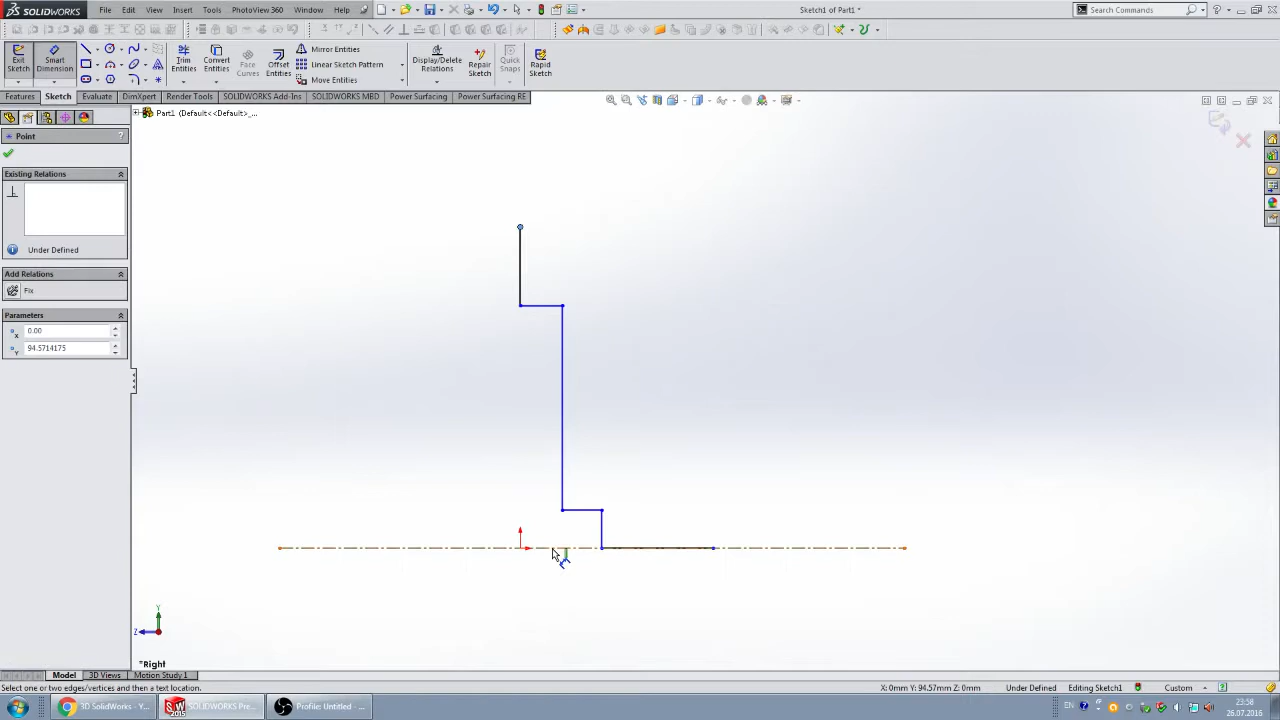 SOLIDWORKS File Edit View Insert Tools PhotoView 360 Window Help Sketch1 of Part1 * Search Commands
Exit Sketch Smart Dimension Trim Entities Convert Entities Face Curves Offset Entities Mirror Entities Linear Sketch Pattern Move Entities Display/Delete Relations Repair Sketch Quick Snaps Rapid Sketch
Features Sketch Evaluate DimXpert Render Tools SOLIDWORKS Add-Ins SOLIDWORKS MBD Power Surfacing Power Surfacing RE
Part1 (Default<<Default>_...
Point ?
Existing Relations
Under Defined
Add Relations
Fix
Parameters
X 0.00
Y 94.5714175
Y
Z
*Right
Model 3D Views Motion Study 1
Select one or two edges/vertices and then a text location. X: 0mm Y: 94.57mm Z: 0mm Under Defined Editing Sketch1 Custom
3D SolidWorks - Y... SOLIDWORKS Pre... Profile: Untitled - ... EN 23:58
26.07.2016